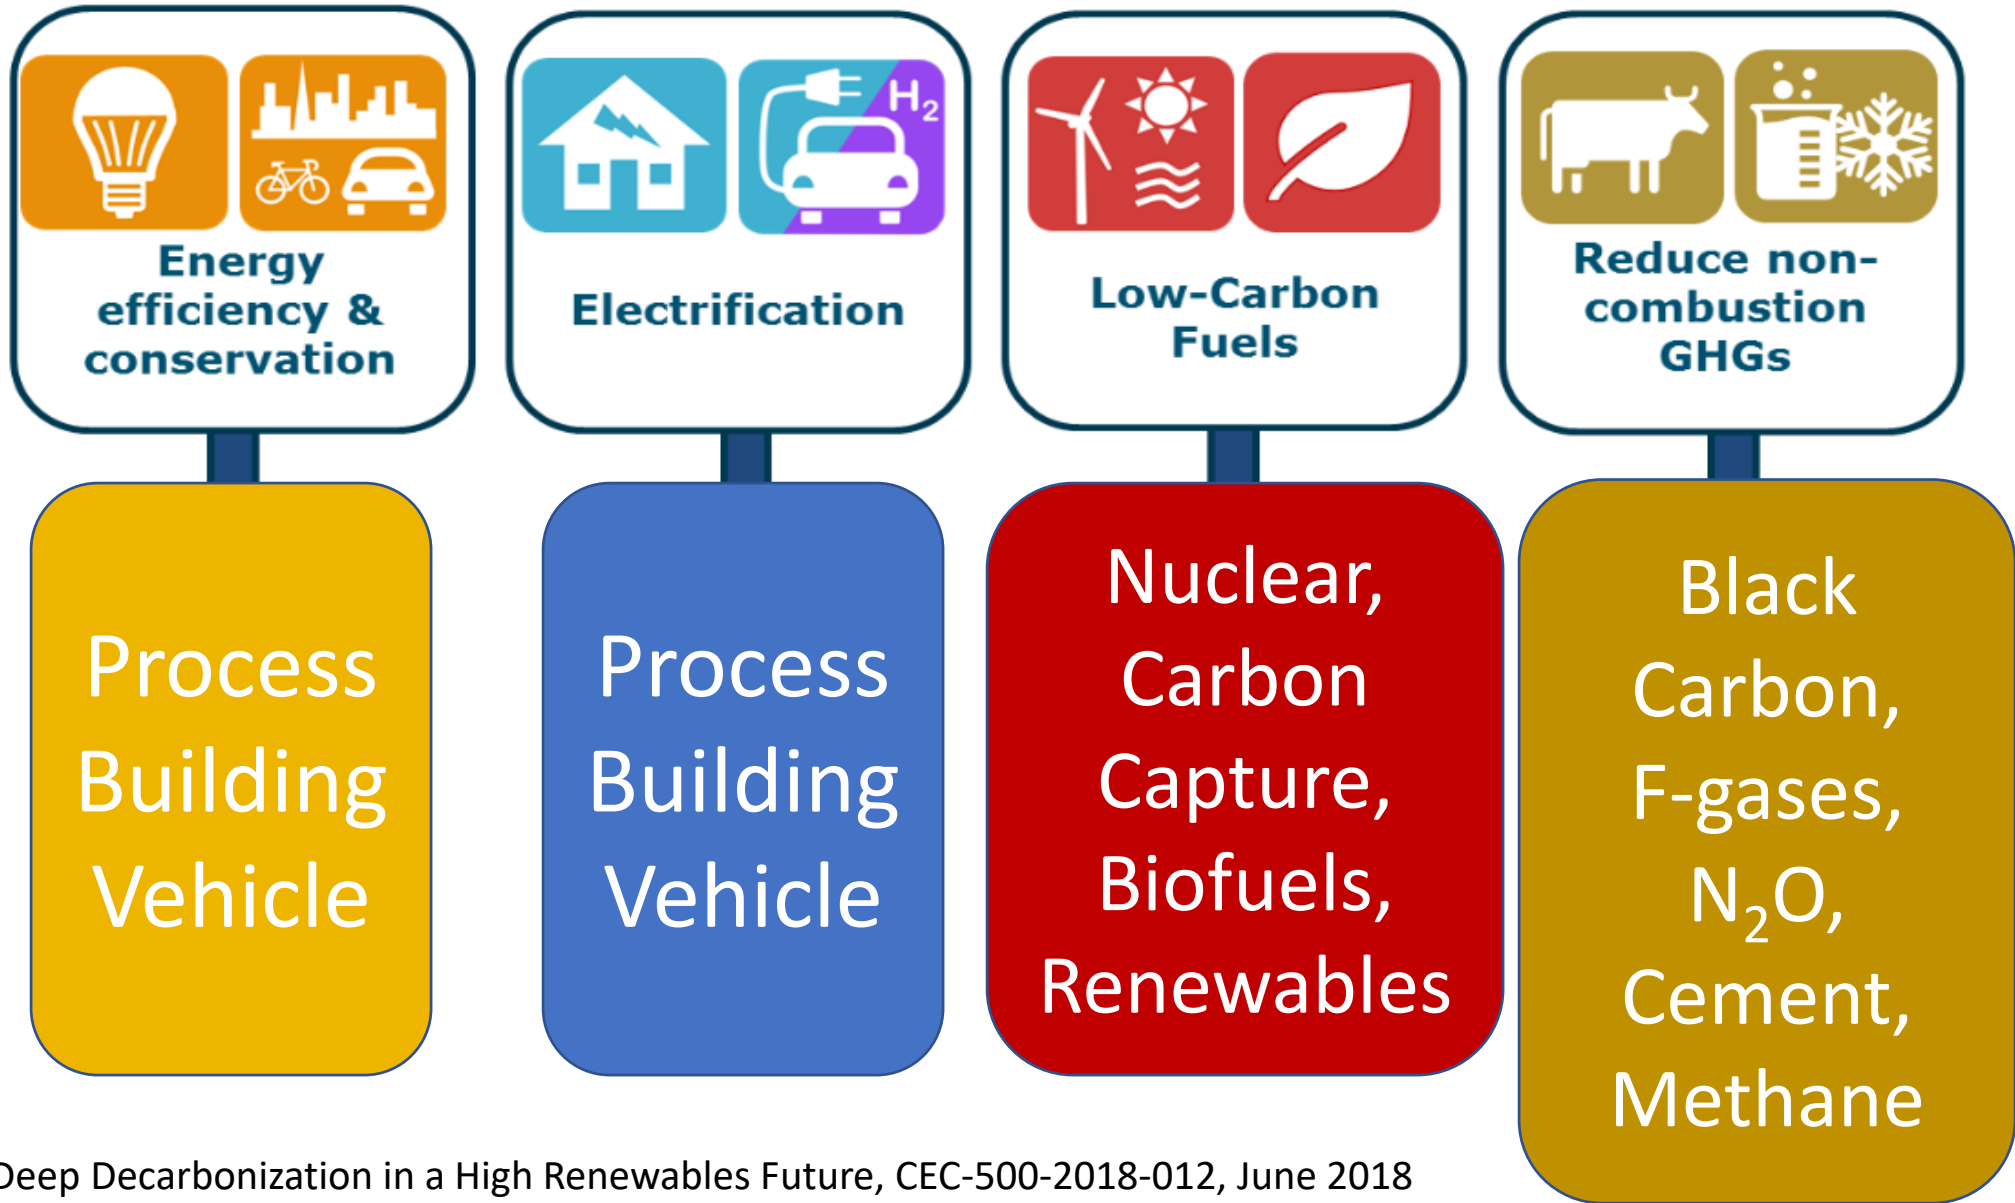 H₂
Energy
efficiency &
conservation
Electrification
Low-Carbon
Fuels
Reduce non-
combustion
GHGs
Process
Building
Vehicle
Process
Building
Vehicle
Nuclear,
Carbon
Capture,
Biofuels,
Renewables
Black
Carbon,
F-gases,
N₂O,
Cement,
Methane
Deep Decarbonization in a High Renewables Future, CEC-500-2018-012, June 2018